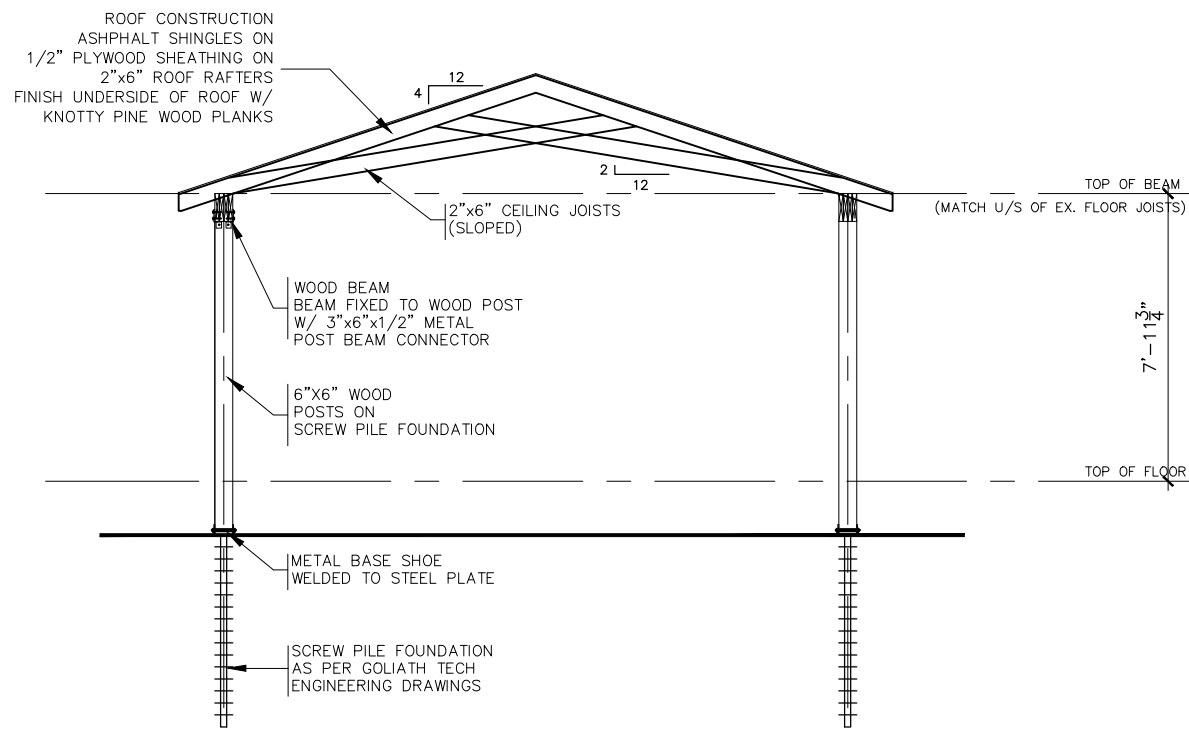 ROOF CONSTRUCTION
ASHPHALT SHINGLES ON
1/2" PLYWOOD SHEATHING ON
2"x6" ROOF RAFTERS
FINISH UNDERSIDE OF ROOF W/
KNOTTY PINE WOOD PLANKS
12
4
2
12
TOP OF BEAM
(MATCH U/S OF EX. FLOOR JOISTS)
2"x6" CEILING JOISTS
(SLOPED)
WOOD BEAM
BEAM FIXED TO WOOD POST
W/ 3"x6"x1/2" METAL
POST BEAM CONNECTOR
7'-11 3/4"
6"X6" WOOD
POSTS ON
SCREW PILE FOUNDATION
TOP OF FLOOR
METAL BASE SHOE
WELDED TO STEEL PLATE
SCREW PILE FOUNDATION
AS PER GOLIATH TECH
ENGINEERING DRAWINGS